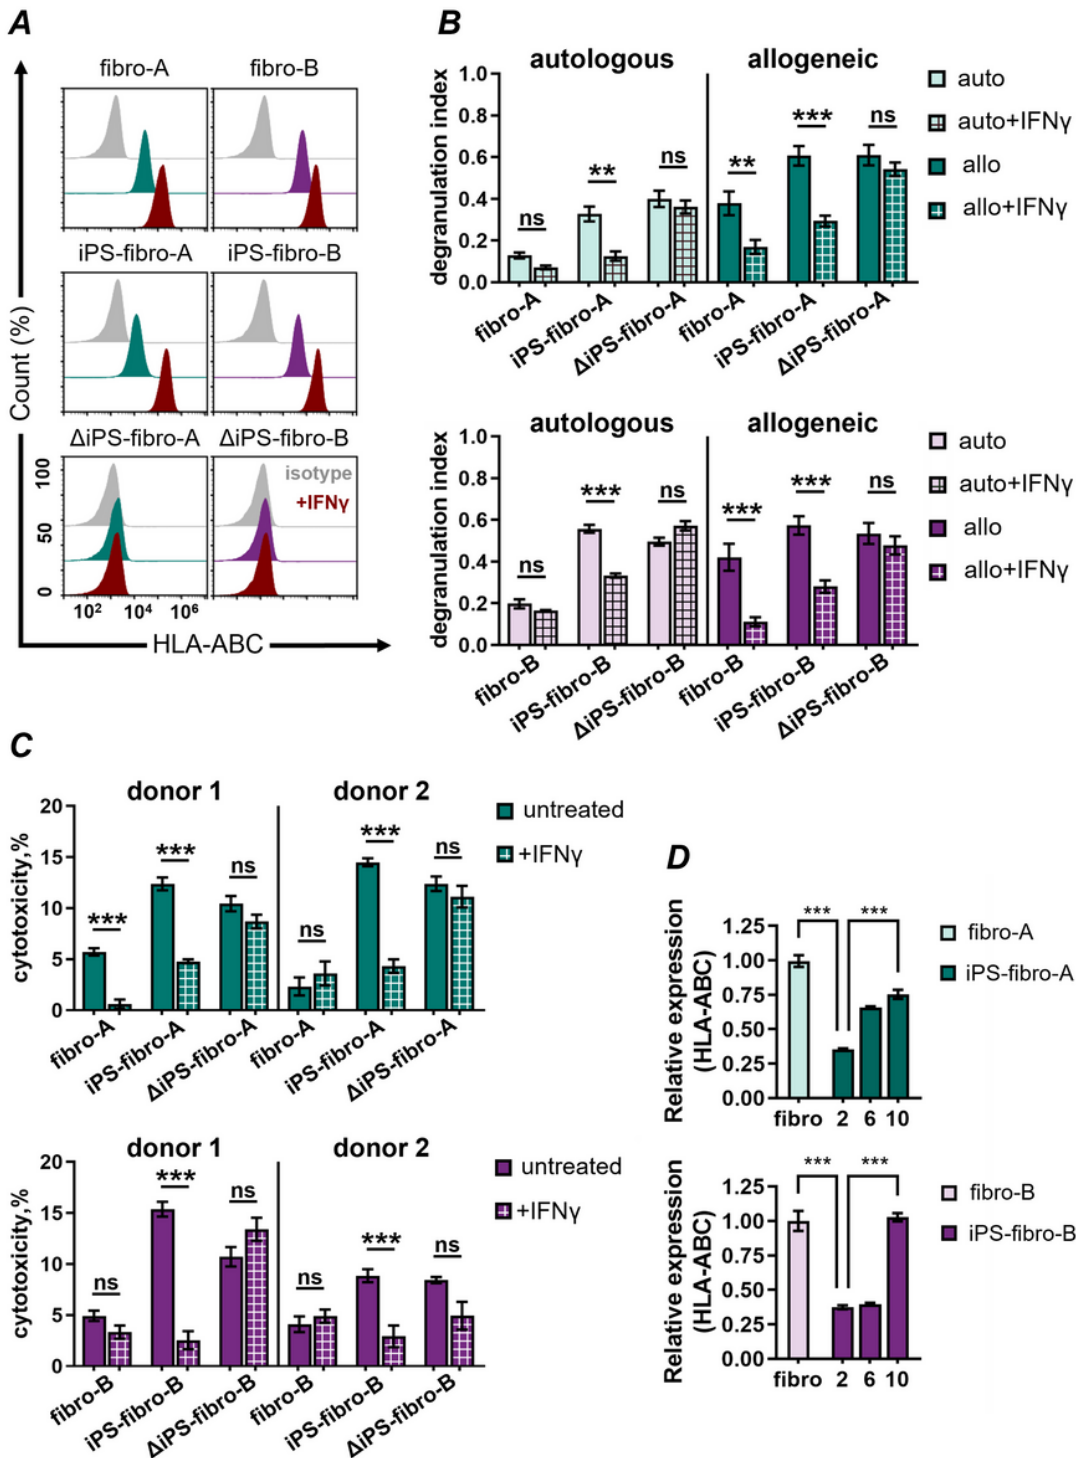 A
fibro-A
fibro-B
iPS-fibro-A
iPS-fibro-B
ΔiPS-fibro-A
ΔiPS-fibro-B
isotype
+IFNγ
Count (%)
100
50
0
10² 10⁴ 10⁶
HLA-ABC
B
autologous
allogeneic
degranulation index
1.0
0.8
0.6
0.4
0.2
0.0
ns
**
ns
**
***
ns
fibro-A
iPS-fibro-A
ΔiPS-fibro-A
fibro-A
iPS-fibro-A
ΔiPS-fibro-A
auto
auto+IFNγ
allo
allo+IFNγ
autologous
allogeneic
degranulation index
1.0
0.8
0.6
0.4
0.2
0.0
ns
***
ns
***
***
ns
fibro-B
iPS-fibro-B
ΔiPS-fibro-B
fibro-B
iPS-fibro-B
ΔiPS-fibro-B
auto
auto+IFNγ
allo
allo+IFNγ
C
donor 1
donor 2
cytotoxicity,%
20
15
10
5
0
***
***
ns
ns
***
ns
fibro-A
iPS-fibro-A
ΔiPS-fibro-A
fibro-A
iPS-fibro-A
ΔiPS-fibro-A
untreated
+IFNγ
donor 1
donor 2
cytotoxicity,%
20
15
10
5
0
ns
***
ns
ns
***
ns
fibro-B
iPS-fibro-B
ΔiPS-fibro-B
fibro-B
iPS-fibro-B
ΔiPS-fibro-B
untreated
+IFNγ
D
Relative expression
(HLA-ABC)
1.25
1.00
0.75
0.50
0.25
0.00
***
***
fibro 2 6 10
fibro-A
iPS-fibro-A
Relative expression
(HLA-ABC)
1.25
1.00
0.75
0.50
0.25
0.00
***
***
fibro 2 6 10
fibro-B
iPS-fibro-B